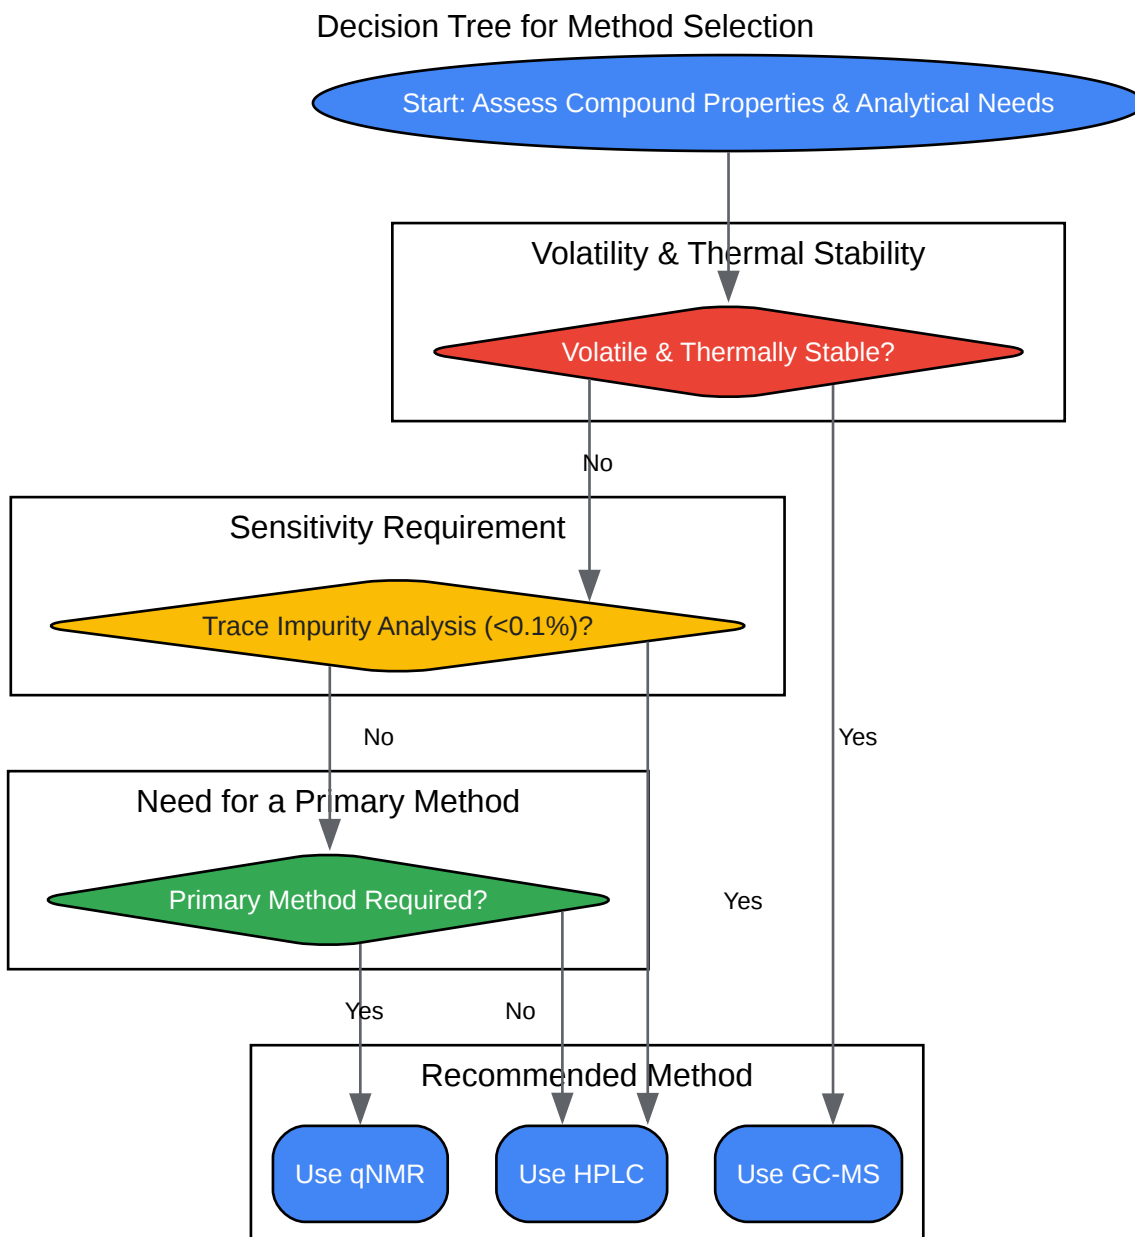 Decision Tree for Method Selection
Start: Assess Compound Properties & Analytical Needs
Volatility & Thermal Stability
Volatile & Thermally Stable?
No
Sensitivity Requirement
Trace Impurity Analysis (<0.1%)?
No
Yes
Need for a Primary Method
Primary Method Required?
Yes
Yes
No
Recommended Method
Use qNMR
Use HPLC
Use GC-MS